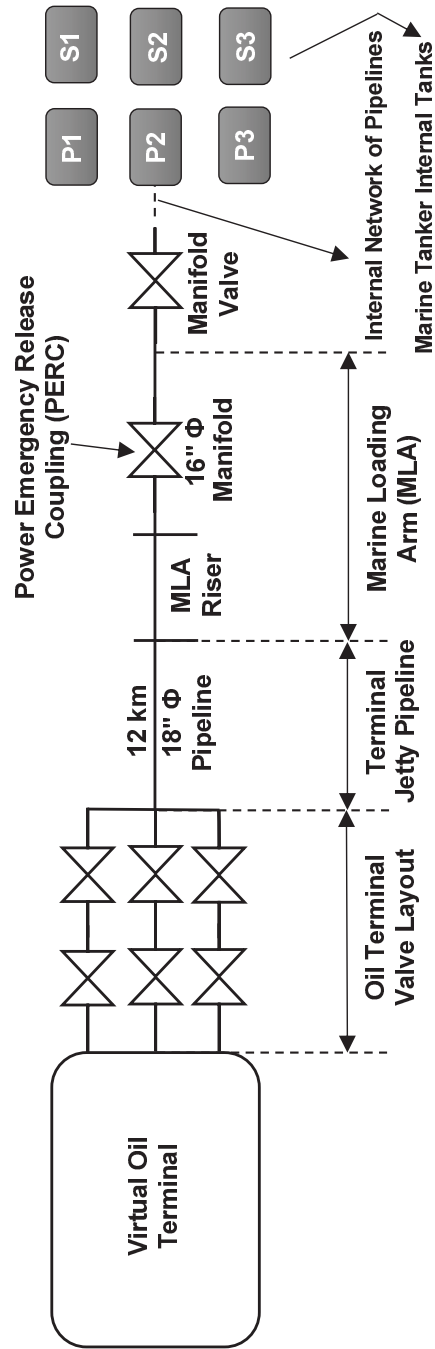 Virtual Oil
Terminal
Oil Terminal
Valve Layout
12 km
18" Φ
Pipeline
Terminal
Jetty Pipeline
MLA
Riser
Power Emergency Release
Coupling (PERC)
16" Φ
Manifold
Marine Loading
Arm (MLA)
Manifold
Valve
P1
P2
P3
S1
S2
S3
Internal Network of Pipelines
Marine Tanker Internal Tanks